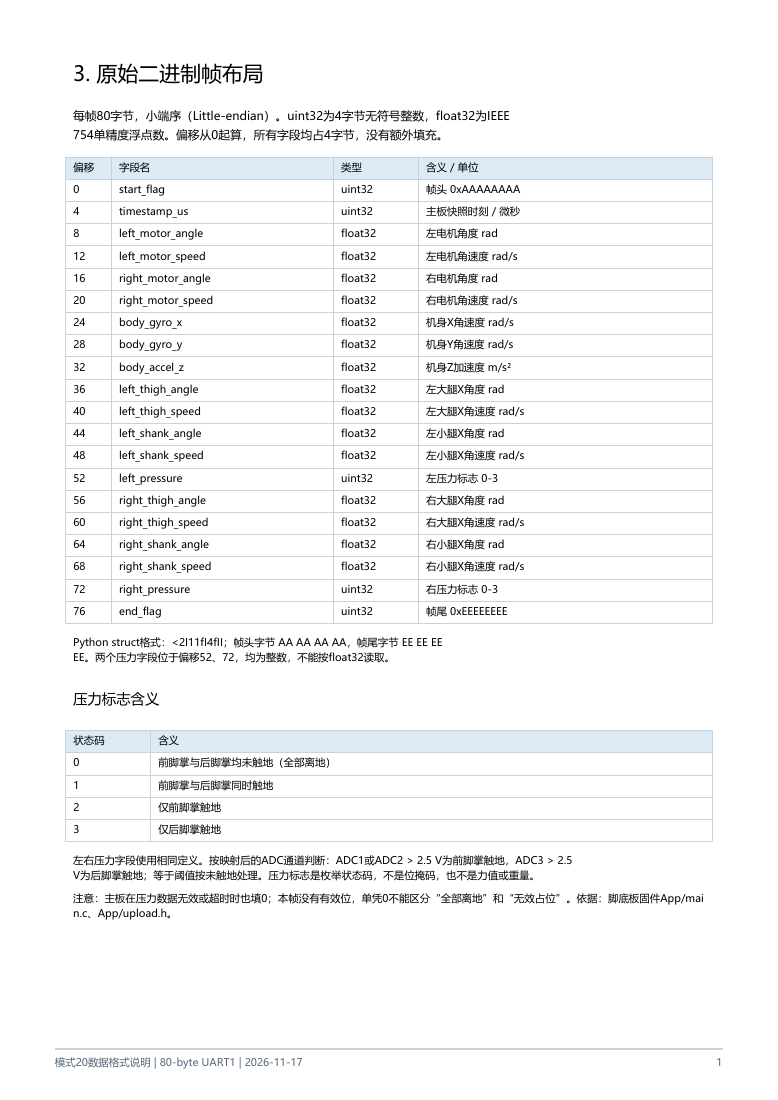 3. 原始二进制帧布局
每帧80字节，小端序（Little-endian）。uint32为4字节无符号整数，float32为IEEE
754单精度浮点数。偏移从0起算，所有字段均占4字节，没有额外填充。
偏移 字段名 类型 含义 / 单位
0 start_flag uint32 帧头 0xAAAAAAAA
4 timestamp_us uint32 主板快照时刻 / 微秒
8 left_motor_angle float32 左电机角度 rad
12 left_motor_speed float32 左电机角速度 rad/s
16 right_motor_angle float32 右电机角度 rad
20 right_motor_speed float32 右电机角速度 rad/s
24 body_gyro_x float32 机身X角速度 rad/s
28 body_gyro_y float32 机身Y角速度 rad/s
32 body_accel_z float32 机身Z加速度 m/s²
36 left_thigh_angle float32 左大腿X角度 rad
40 left_thigh_speed float32 左大腿X角速度 rad/s
44 left_shank_angle float32 左小腿X角度 rad
48 left_shank_speed float32 左小腿X角速度 rad/s
52 left_pressure uint32 左压力标志 0-3
56 right_thigh_angle float32 右大腿X角度 rad
60 right_thigh_speed float32 右大腿X角速度 rad/s
64 right_shank_angle float32 右小腿X角度 rad
68 right_shank_speed float32 右小腿X角速度 rad/s
72 right_pressure uint32 右压力标志 0-3
76 end_flag uint32 帧尾 0xEEEEEEEE
Python struct格式：<2I11fI4fII；帧头字节 AA AA AA AA，帧尾字节 EE EE EE
EE。两个压力字段位于偏移52、72，均为整数，不能按float32读取。
压力标志含义
状态码 含义
0 前脚掌与后脚掌均未触地（全部离地）
1 前脚掌与后脚掌同时触地
2 仅前脚掌触地
3 仅后脚掌触地
左右压力字段使用相同定义。按映射后的ADC通道判断：ADC1或ADC2 > 2.5 V为前脚掌触地，ADC3 > 2.5
V为后脚掌触地；等于阈值按未触地处理。压力标志是枚举状态码，不是位掩码，也不是力值或重量。
注意：主板在压力数据无效或超时时也填0；本帧没有有效位，单凭0不能区分“全部离地”和“无效占位”。依据：脚底板固件App/mai
n.c、App/upload.h。
模式20数据格式说明 | 80-byte UART1 | 2026-11-17 1